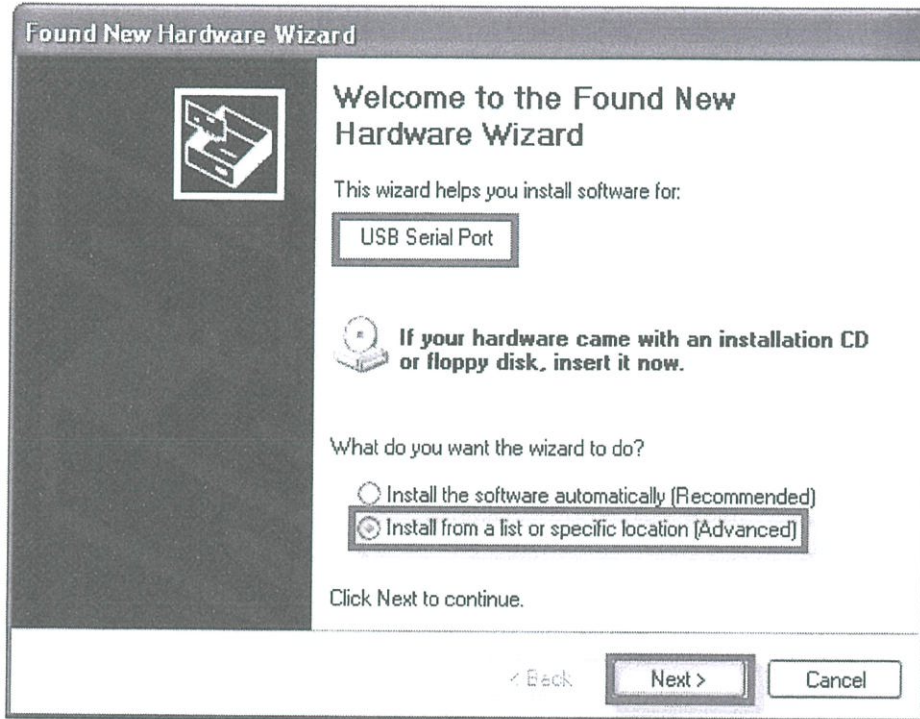 Found New Hardware Wizard
Welcome to the Found New
Hardware Wizard
This wizard helps you install software for:
USB Serial Port
If your hardware came with an installation CD
or floppy disk, insert it now.
What do you want the wizard to do?
Install the software automatically (Recommended)
Install from a list or specific location (Advanced)
Click Next to continue.
< Back Next > Cancel